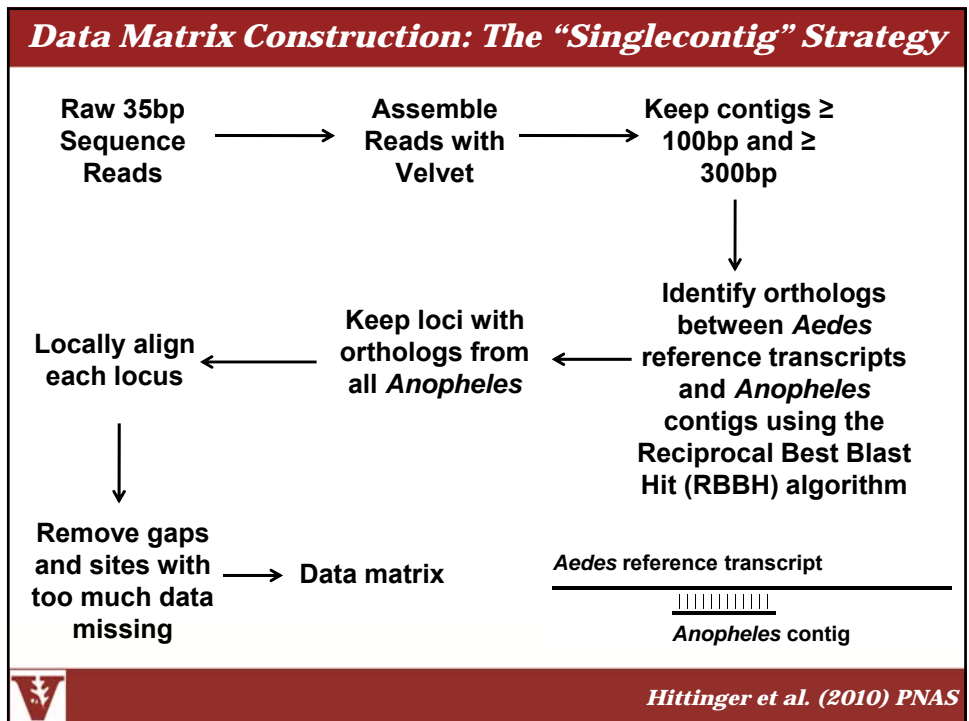 Data Matrix Construction: The “Singlecontig” Strategy
Raw 35bp
Sequence
Reads
Assemble
Reads with
Velvet
Keep contigs ≥
100bp and ≥
300bp
Identify orthologs
between Aedes
reference transcripts
and Anopheles
contigs using the
Reciprocal Best Blast
Hit (RBBH) algorithm
Keep loci with
orthologs from
all Anopheles
Locally align
each locus
Remove gaps
and sites with
too much data
missing
Data matrix
Aedes reference transcript
Anopheles contig
Hittinger et al. (2010) PNAS